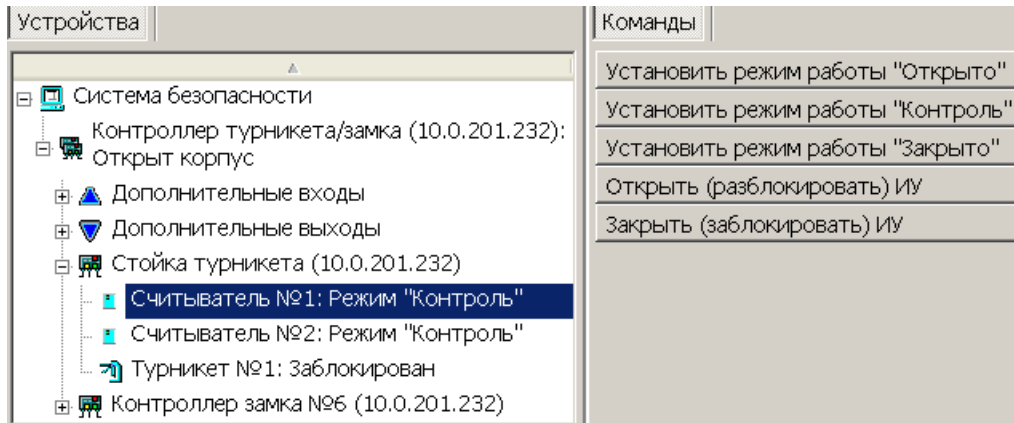 Устройства
Система безопасности
Контроллер турникета/замка (10.0.201.232):
Открыт корпус
Дополнительные входы
Дополнительные выходы
Стойка турникета (10.0.201.232)
Считыватель №1: Режим "Контроль"
Считыватель №2: Режим "Контроль"
Турникет №1: Заблокирован
Контроллер замка №6 (10.0.201.232)
Команды
Установить режим работы "Открыто"
Установить режим работы "Контроль"
Установить режим работы "Закрыто"
Открыть (разблокировать) ИУ
Закрыть (заблокировать) ИУ